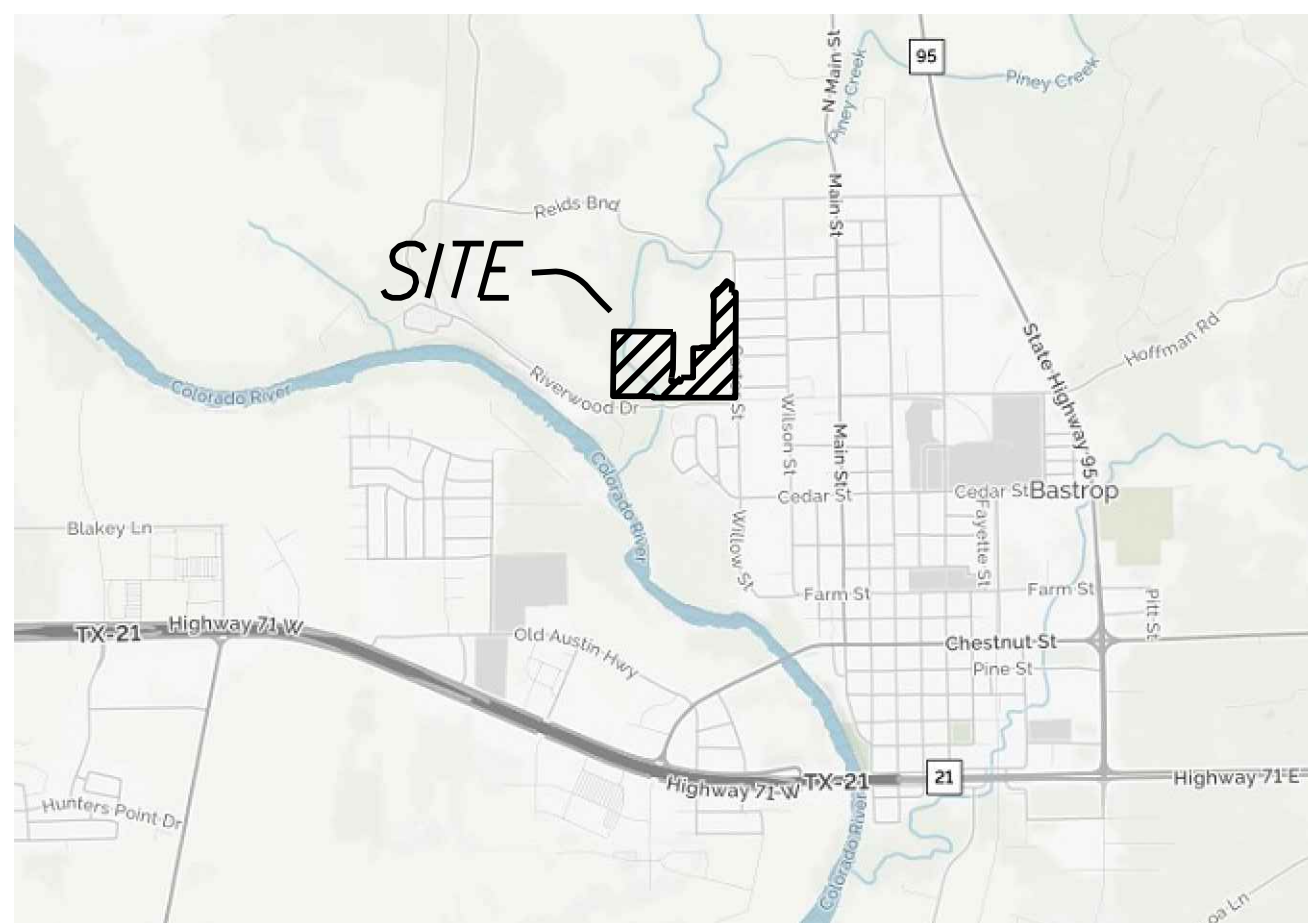 95
N Main St
Piney Creek
Piney Creek
Reids Bnd
Main St
SITE
State Highway 95
Hoffman Rd
Colorado River
Riverwood Dr
St
Wilson St
Main St
Colorado River
Cedar St
Cedar St
Bastrop
Blakey Ln
Willow St
Fayette St
Farm St
Farm St
Pitt St
TX-21
Highway 71 W
Old Austin Hwy
Chestnut St
Pine St
Highway 71 W
TX-21
21
Highway 71 E
Hunters Point Dr
Colorado River
Ln